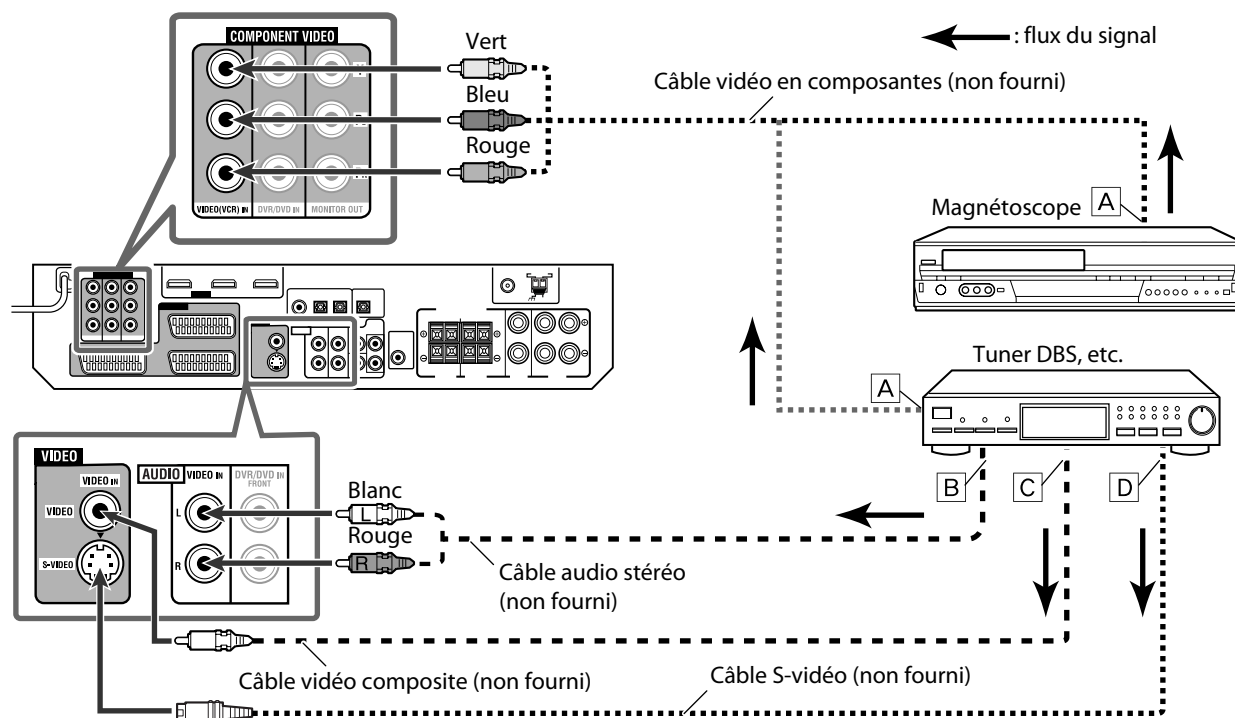 COMPONENT VIDEO
Vert
: flux du signal
Câble vidéo en composantes (non fourni)
Bleu
Rouge
VIDEO(VCR) IN
DVR/DVD IN
MONITOR OUT
Magnétoscope
A
Tuner DBS, etc.
A
B
C
D
VIDEO
VIDEO IN
VIDEO
S-VIDEO
AUDIO
VIDEO IN
DVR/DVD IN
FRONT
L
R
Blanc
L
Rouge
R
Câble audio stéréo
(non fourni)
Câble vidéo composite (non fourni)
Câble S-vidéo (non fourni)